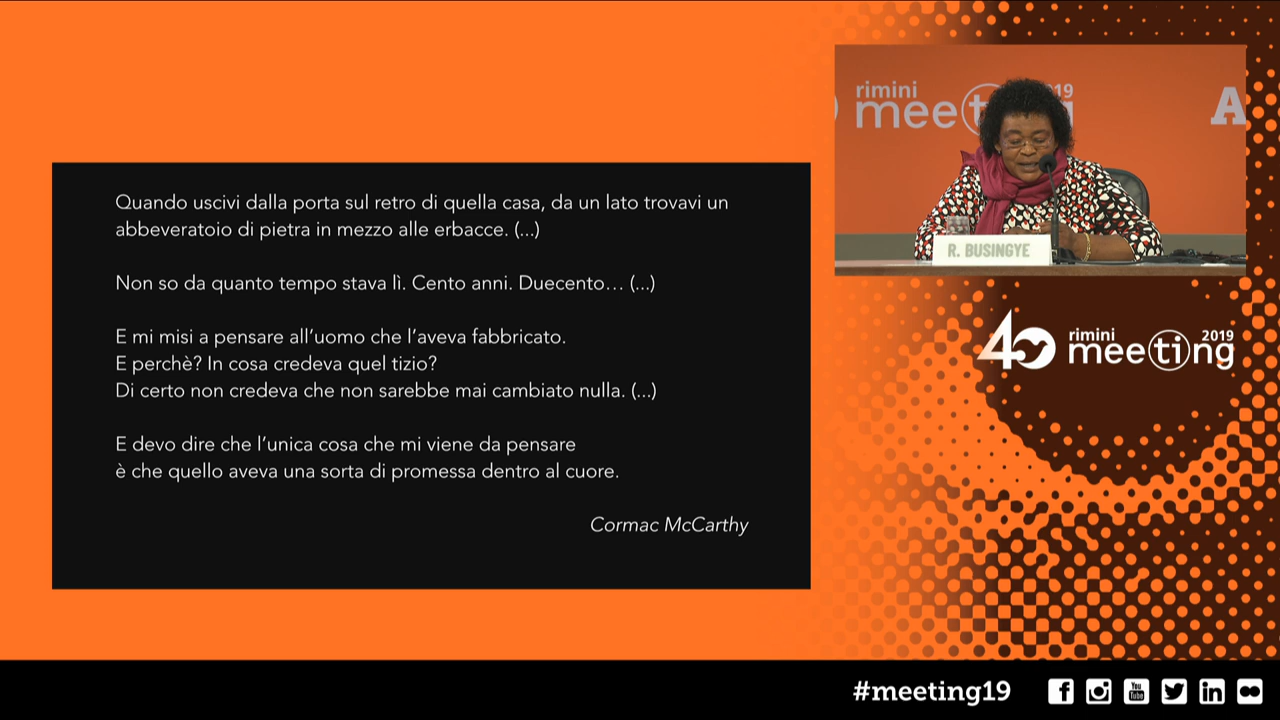 Quando uscivi dalla porta sul retro di quella casa, da un lato trovavi un
abbeveratoio di pietra in mezzo alle erbacce. (...)
Non so da quanto tempo stava lì. Cento anni. Duecento… (...)
E mi misi a pensare all’uomo che l’aveva fabbricato.
E perchè? In cosa credeva quel tizio?
Di certo non credeva che non sarebbe mai cambiato nulla. (...)
E devo dire che l’unica cosa che mi viene da pensare
è che quello aveva una sorta di promessa dentro al cuore.
Cormac McCarthy
rimini
R. BUSINGYE
40 rimini meeting 2019
#meeting19
You Tube